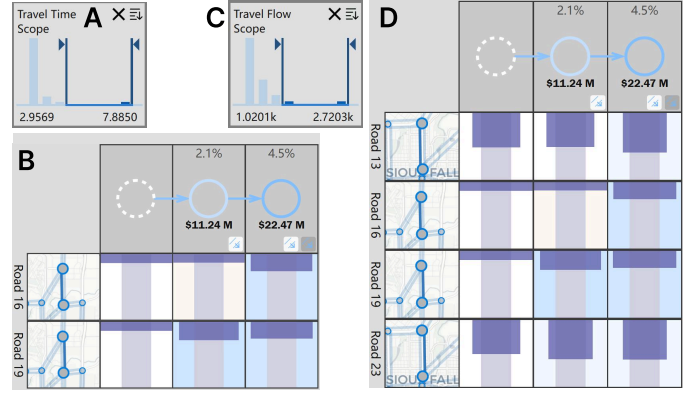 Travel Time
Scope
A
2.9569 7.8850
C
Travel Flow
Scope
1.0201k 2.7203k
B
2.1% 4.5%
$11.24 M $22.47 M
Road 16
Road 19
D
2.1% 4.5%
$11.24 M $22.47 M
Road 13
SIOU FALL
Road 16
Road 19
Road 23
SIOU FALL